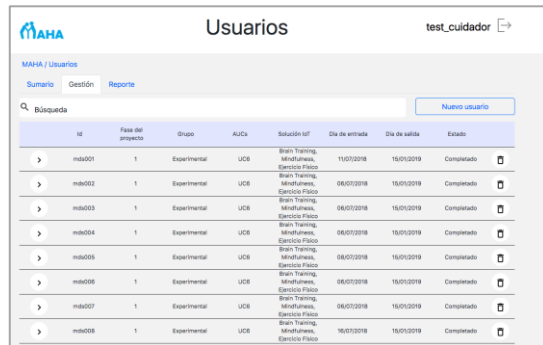 MAHA
Usuarios
test_cuidador
MAHA / Usuarios
Sumario Gestión Reporte
Búsqueda
Nuevo usuario
Id Fase del proyecto Grupo AUCs Solución IoT Día de entrada Día de salida Estado
mds001 1 Experimental UC6 Brain Training, Mindfulness, Ejercicio Físico 11/07/2018 15/01/2019 Completado
mds002 1 Experimental UC6 Brain Training, Mindfulness, Ejercicio Físico 06/07/2018 15/01/2019 Completado
mds003 1 Experimental UC6 Brain Training, Mindfulness, Ejercicio Físico 06/07/2018 15/01/2019 Completado
mds004 1 Experimental UC6 Brain Training, Mindfulness, Ejercicio Físico 06/07/2018 15/01/2019 Completado
mds005 1 Experimental UC6 Brain Training, Mindfulness, Ejercicio Físico 08/07/2018 15/01/2019 Completado
mds006 1 Experimental UC6 Brain Training, Mindfulness, Ejercicio Físico 06/07/2018 15/01/2019 Completado
mds007 1 Experimental UC6 Brain Training, Mindfulness, Ejercicio Físico 06/07/2018 15/01/2019 Completado
mds008 1 Experimental UC6 Brain Training, Mindfulness, Ejercicio Físico 16/07/2018 15/01/2019 Completado